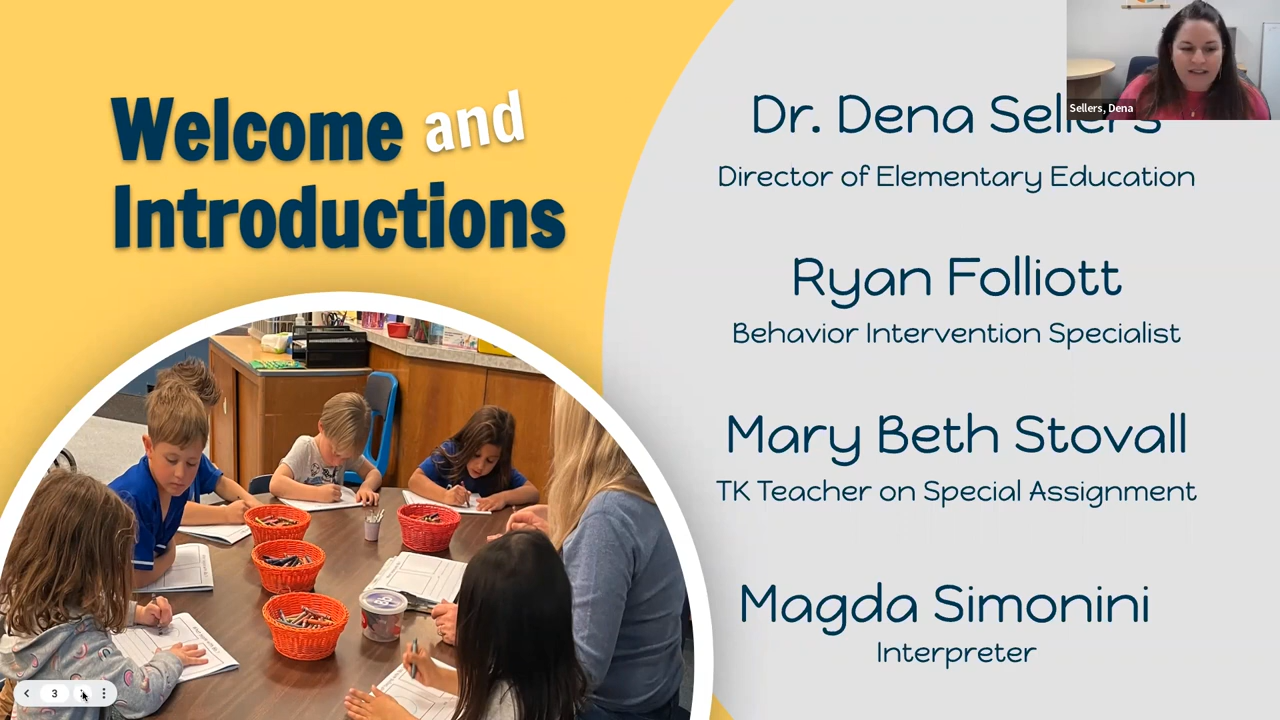 Welcome and
Introductions
Sellers, Dena
Dr. Dena Sellers
Director of Elementary Education
Ryan Folliott
Behavior Intervention Specialist
Mary Beth Stovall
TK Teacher on Special Assignment
Magda Simonini
Interpreter
3